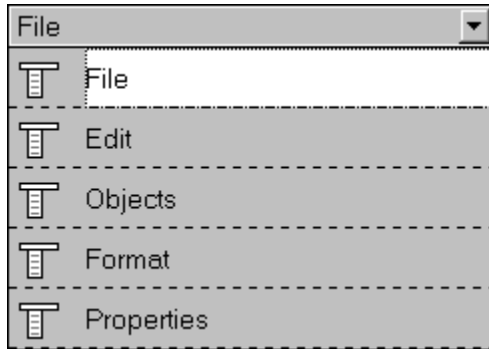 File
File
Edit
Objects
Format
Properties